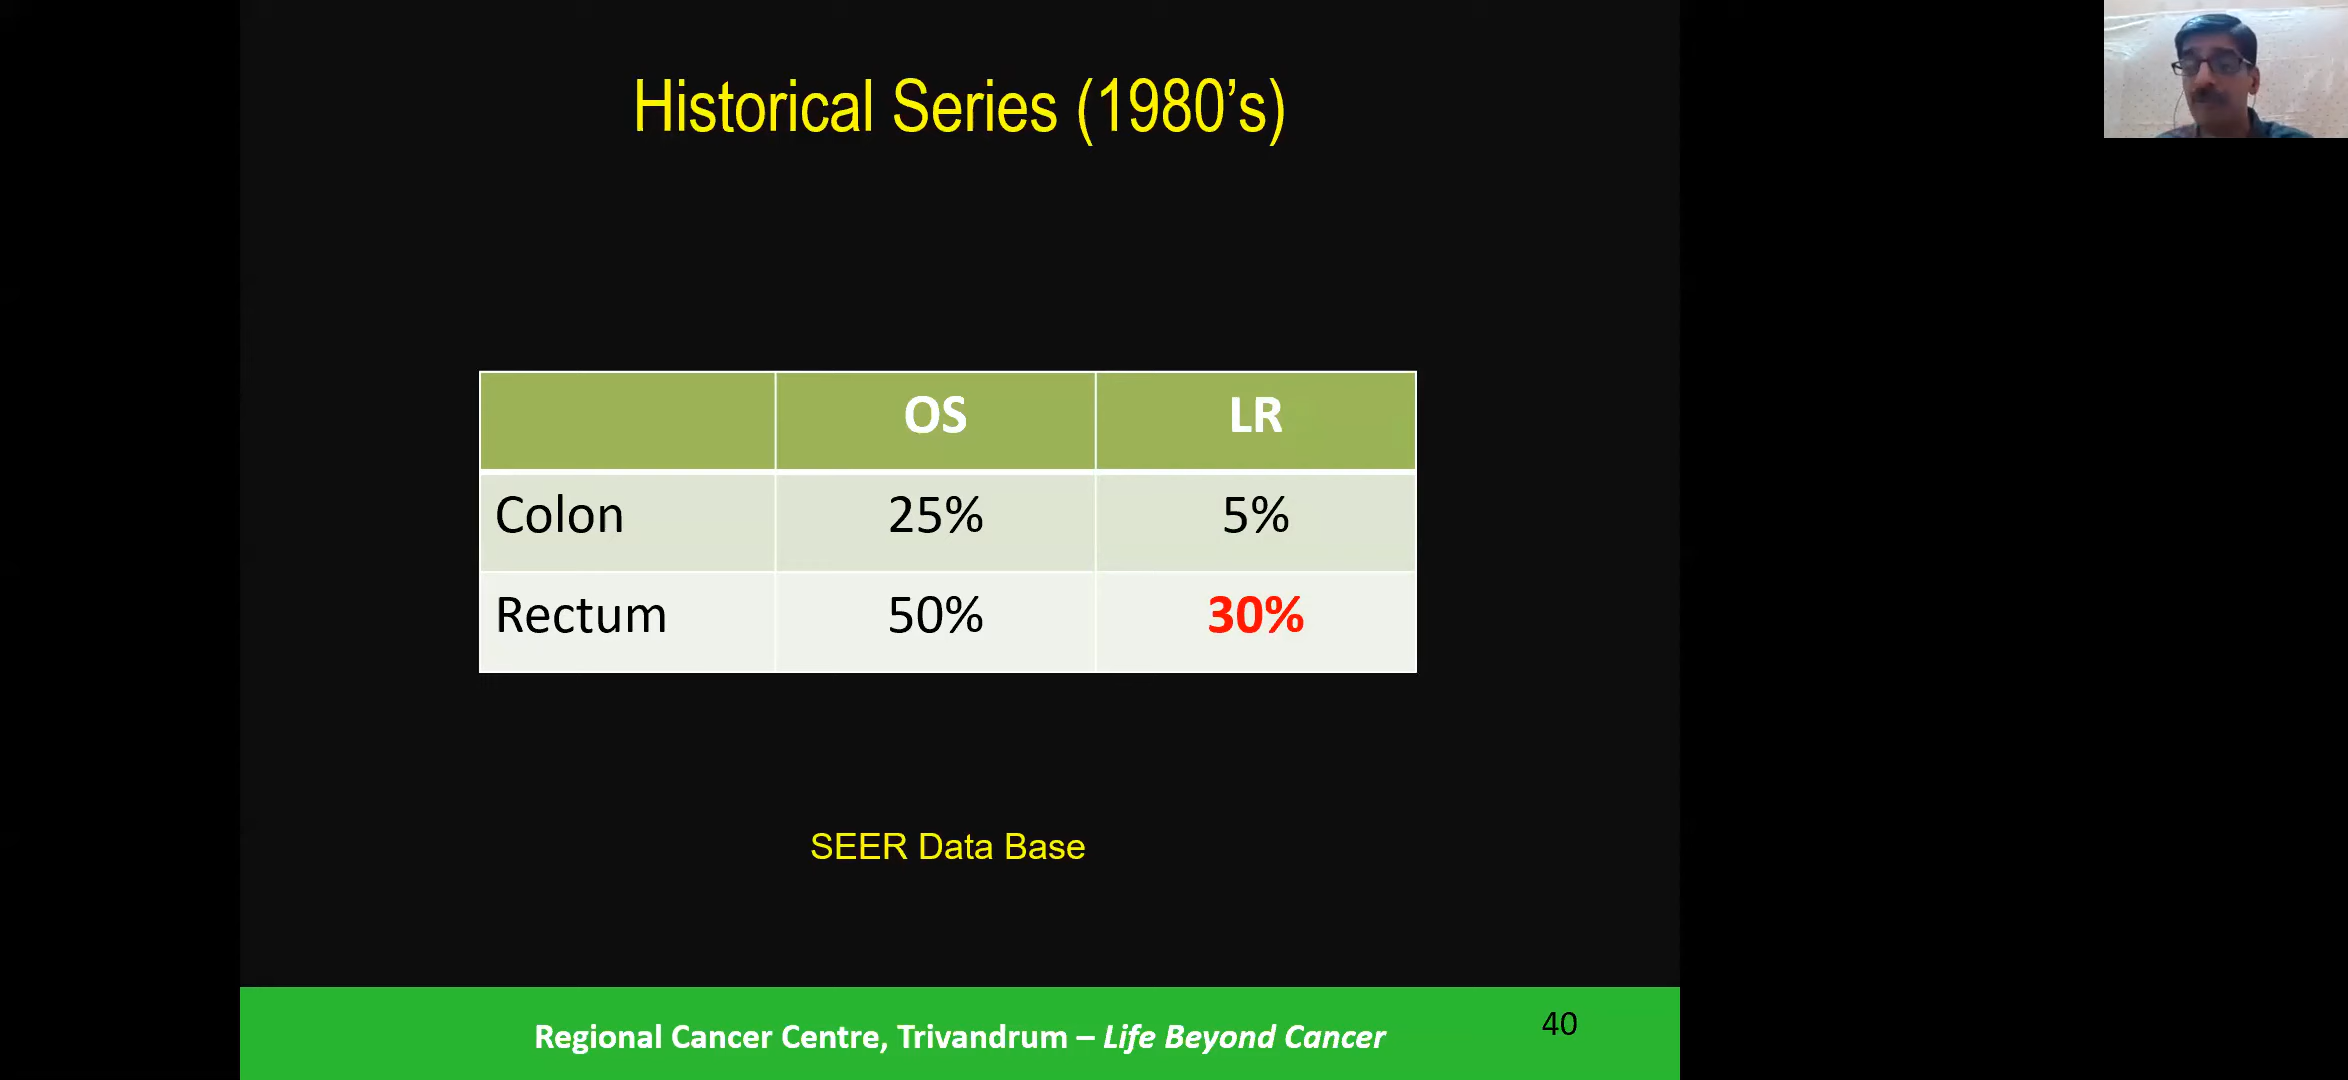 Historical Series (1980’s)
OS LR
Colon 25% 5%
Rectum 50% 30%
SEER Data Base
Regional Cancer Centre, Trivandrum – Life Beyond Cancer 40